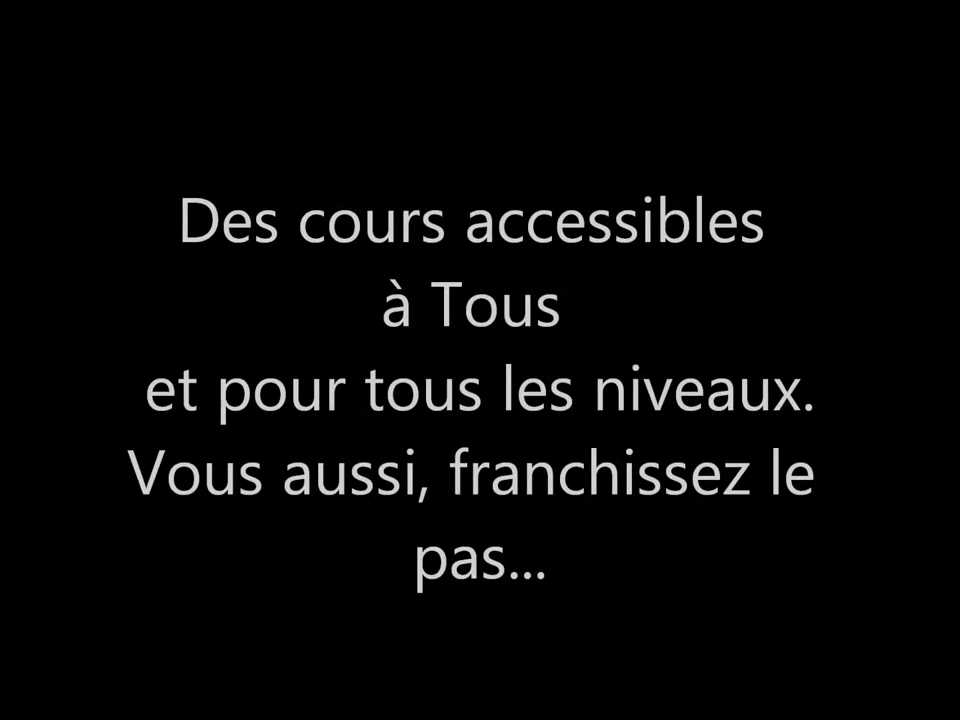 Des cours accessibles
à Tous
et pour tous les niveaux.
Vous aussi, franchissez le
pas...